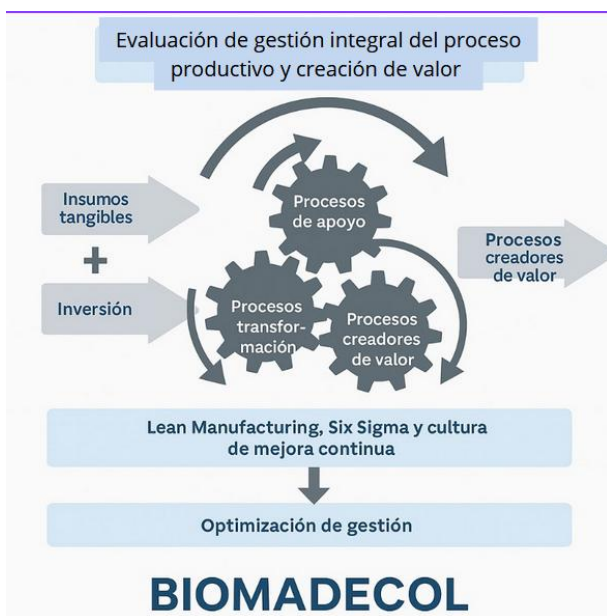 Evaluación de gestión integral del proceso
productivo y creación de valor
Insumos
tangibles
+
Inversión
Procesos
de apoyo
Procesos
transfor-
mación
Procesos
creadores
de valor
Procesos
creadores
de valor
Lean Manufacturing, Six Sigma y cultura
de mejora continua
Optimización de gestión
BIOMADECOL